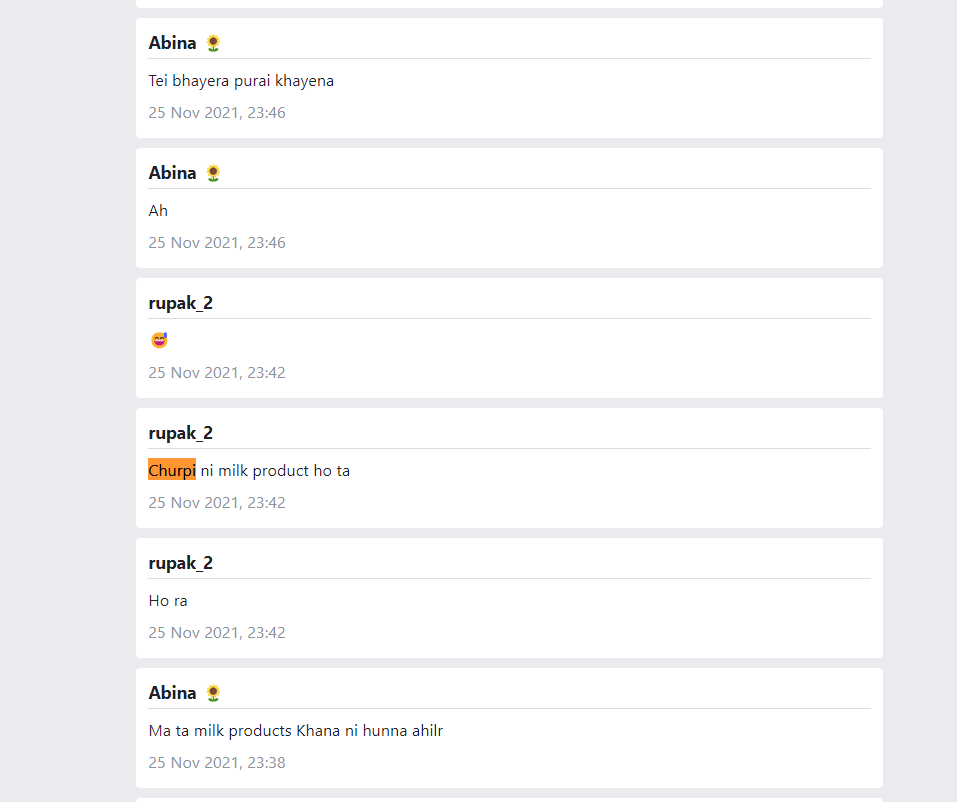 Abina 🌻
Tei bhayera purai khayena
25 Nov 2021, 23:46
Abina 🌻
Ah
25 Nov 2021, 23:46
rupak_2
😅
25 Nov 2021, 23:42
rupak_2
Churpi ni milk product ho ta
25 Nov 2021, 23:42
rupak_2
Ho ra
25 Nov 2021, 23:42
Abina 🌻
Ma ta milk products Khana ni hunna ahilr
25 Nov 2021, 23:38